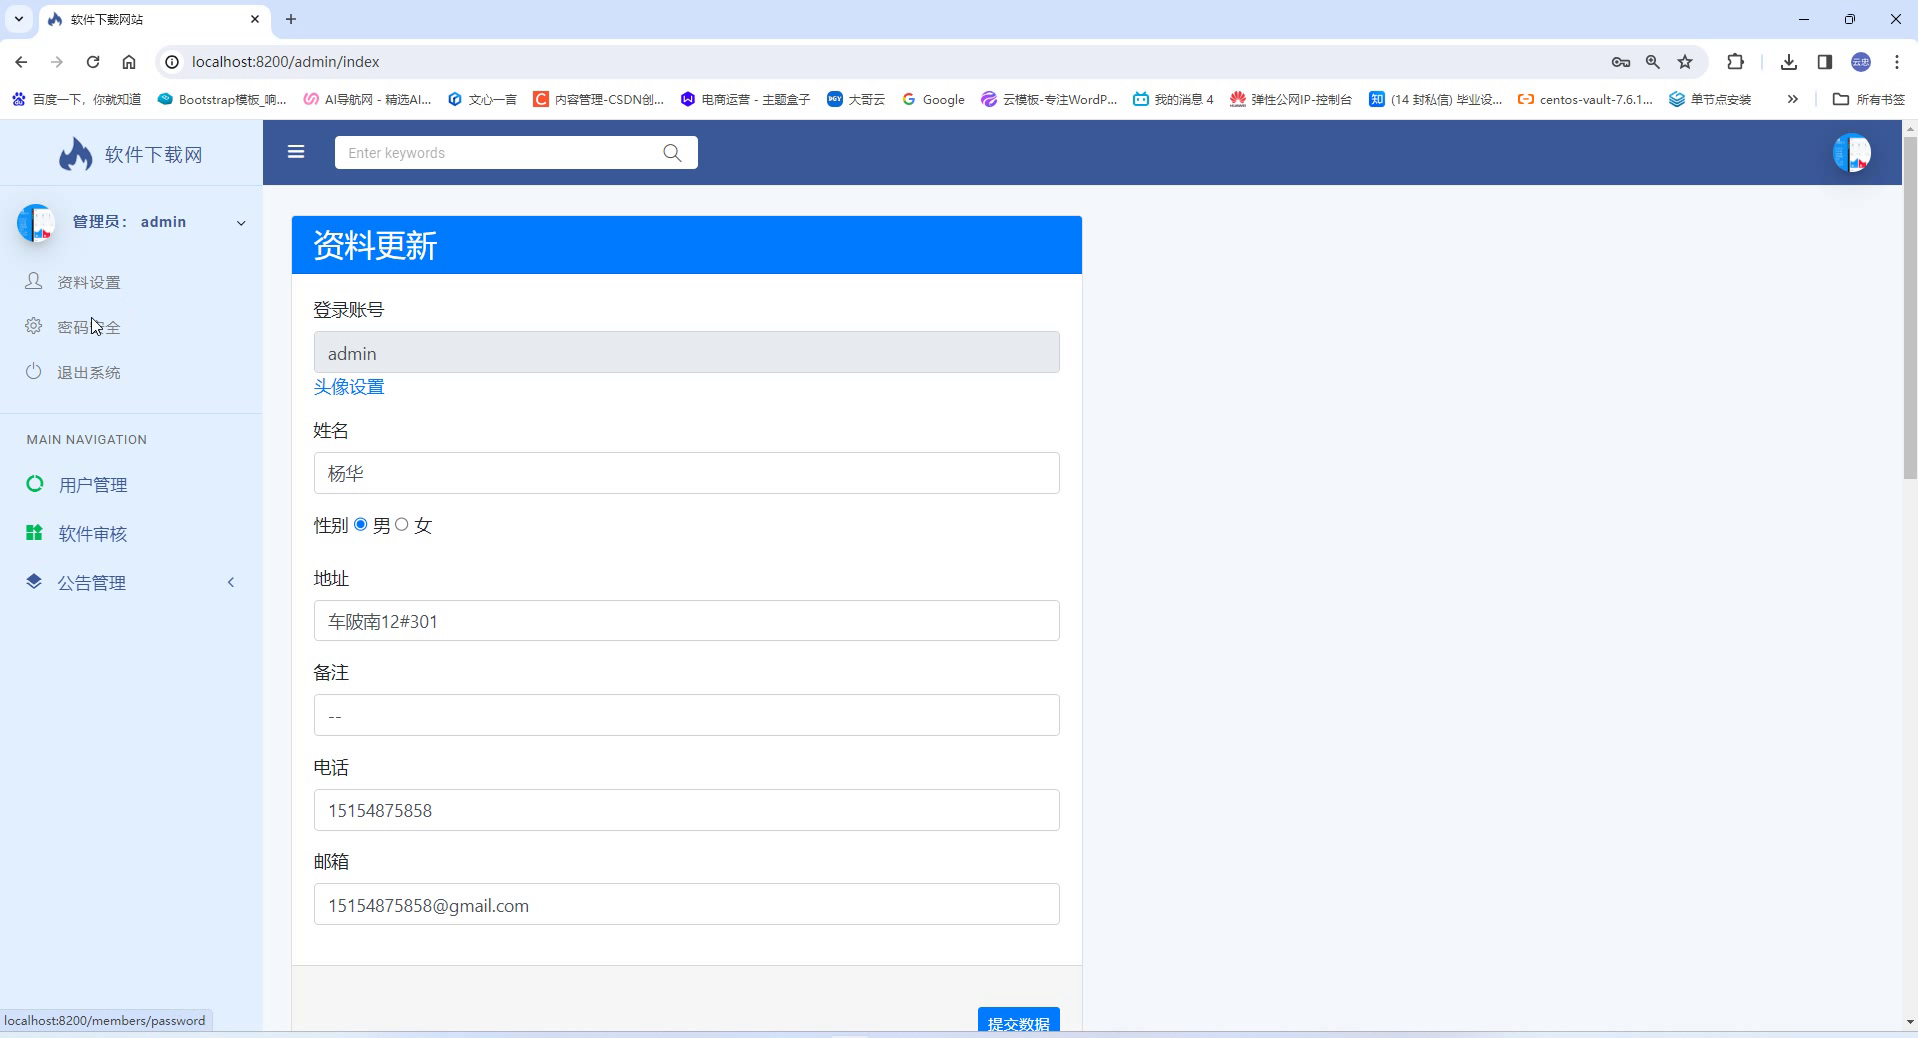 软件下载网站
localhost:8200/admin/index
百度一下，你就知道
Bootstrap模板_响...
AI导航网 - 精选AI...
文心一言
内容管理-CSDN创...
电商运营 - 主题盒子
大哥云
Google
云模板-专注WordP...
我的消息 4
弹性公网IP-控制台
(14 封私信) 毕业设...
centos-vault-7.6.1...
单节点安装
所有书签
软件下载网
Enter keywords
管理员： admin
资料设置
密码 全
退出系统
MAIN NAVIGATION
用户管理
软件审核
公告管理
资料更新
登录账号
admin
头像设置
姓名
杨华
性别 男 女
地址
车陂南12#301
备注
--
电话
15154875858
邮箱
15154875858@gmail.com
提交数据
localhost:8200/members/password